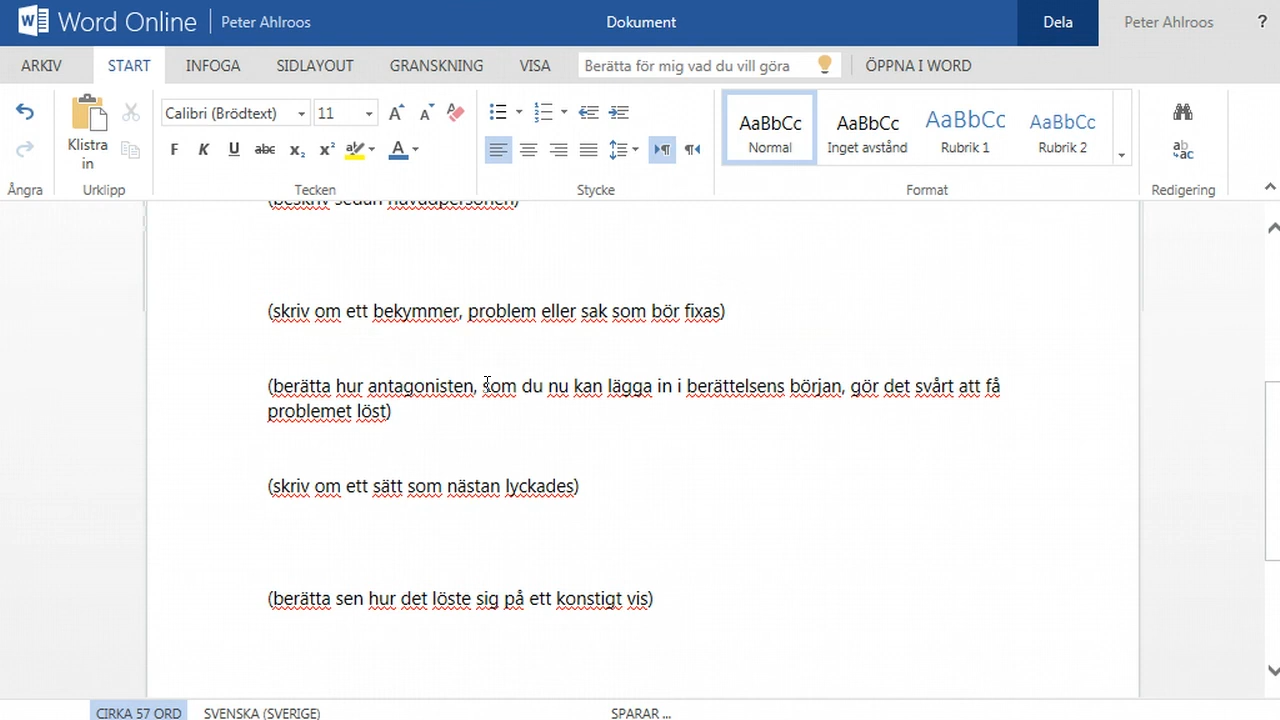 Word Online Peter Ahlroos Dokument Dela Peter Ahlroos ?
ARKIV START INFOGA SIDLAYOUT GRANSKNING VISA Berätta för mig vad du vill göra ÖPPNA I WORD
Calibri (Brödtext) 11
Klistra in
F K U abc x₂ x² ab A
AaBbCc Normal
AaBbCc Inget avstånd
AaBbCc Rubrik 1
AaBbCc Rubrik 2
Ångra Urklipp Tecken Stycke Format Redigering
(beskriv sedan huvudpersonen)
(skriv om ett bekymmer, problem eller sak som bör fixas)
(berätta hur antagonisten, som du nu kan lägga in i berättelsens början, gör det svårt att få
problemet löst)
(skriv om ett sätt som nästan lyckades)
(berätta sen hur det löste sig på ett konstigt vis)
CIRKA 57 ORD SVENSKA (SVERIGE) SPARAR ...